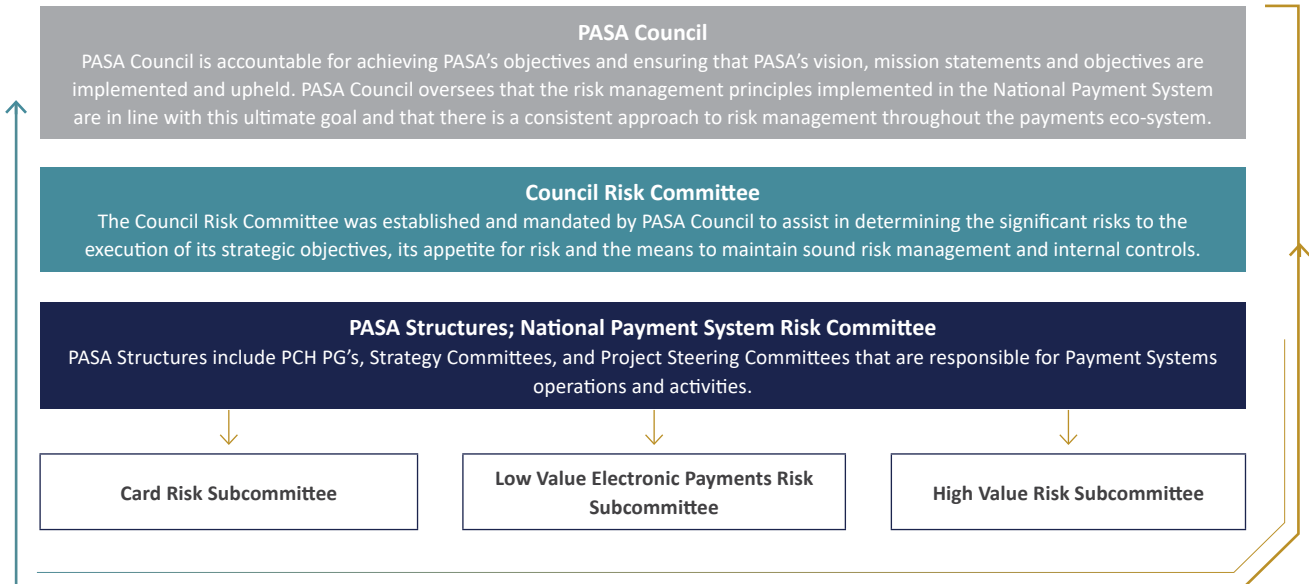 PASA Council
PASA Council is accountable for achieving PASA’s objectives and ensuring that PASA’s vision, mission statements and objectives are
implemented and upheld. PASA Council oversees that the risk management principles implemented in the National Payment System
are in line with this ultimate goal and that there is a consistent approach to risk management throughout the payments eco-system.
Council Risk Committee
The Council Risk Committee was established and mandated by PASA Council to assist in determining the significant risks to the
execution of its strategic objectives, its appetite for risk and the means to maintain sound risk management and internal controls.
PASA Structures; National Payment System Risk Committee
PASA Structures include PCH PG’s, Strategy Committees, and Project Steering Committees that are responsible for Payment Systems
operations and activities.
Card Risk Subcommittee
Low Value Electronic Payments Risk
Subcommittee
High Value Risk Subcommittee